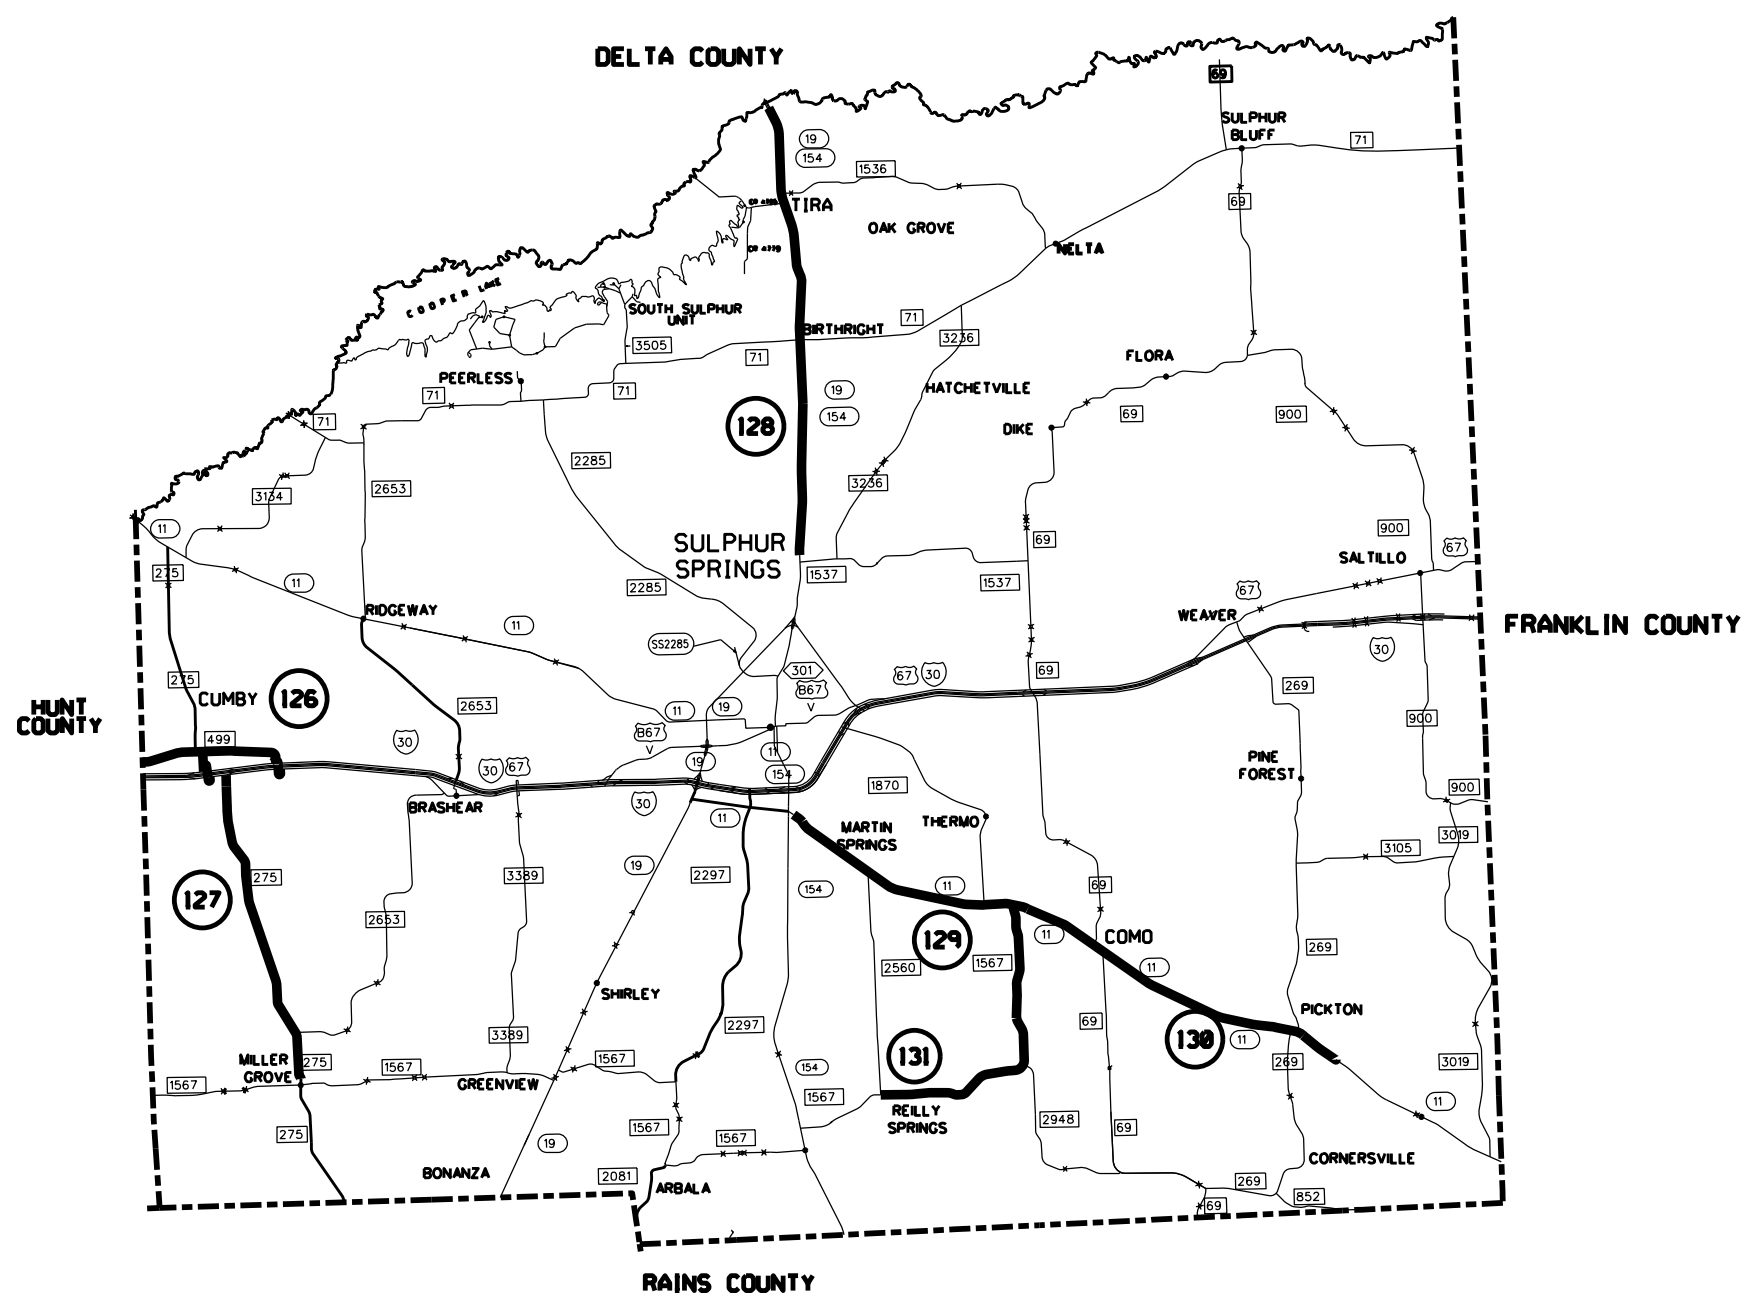 DELTA COUNTY
69
SULPHUR
BLUFF
19
71
154
1536
69
TIRA
OAK GROVE
NELTA
COOPER LAKE
SOUTH SULPHUR
UNIT
71
BIRTHRIGHT
3236
3505
71
FLORA
PEERLESS
71
71
19
HATCHETVILLE
154
69
900
71
128
DIKE
2285
3134
2653
3236
11
900
SULPHUR
SPRINGS
69
67
SALTILLO
275
11
2285
1537
1537
67
RIDGEWAY
11
WEAVER
FRANKLIN COUNTY
SS2285
301
67
30
69
30
275
CUMBY
126
B67
V
269
HUNT
COUNTY
2653
11
19
900
499
30
B67
V
11
19
154
PINE
FOREST
30
67
BRASHEAR
30
1870
900
11
MARTIN
SPRINGS
THERMO
3019
3105
19
275
3389
2297
154
11
69
127
2653
129
11
COMO
269
2560
1567
11
SHIRLEY
PICKTON
2297
69
3389
130
11
131
MILLER
GROVE
275
1567
1567
154
269
3019
1567
GREENVIEW
1567
11
REILLY
SPRINGS
2948
69
275
19
1567
1567
BONANZA
2081
ARBALA
CORNERSVILLE
269
852
69
RAINS COUNTY